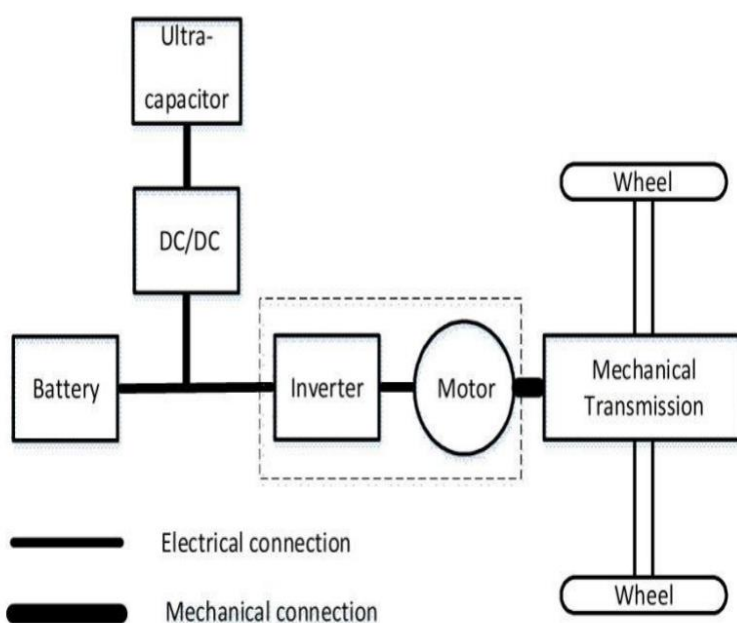 Ultra-
capacitor
Wheel
DC/DC
Battery
Inverter
Motor
Mechanical
Transmission
Electrical connection
Wheel
Mechanical connection